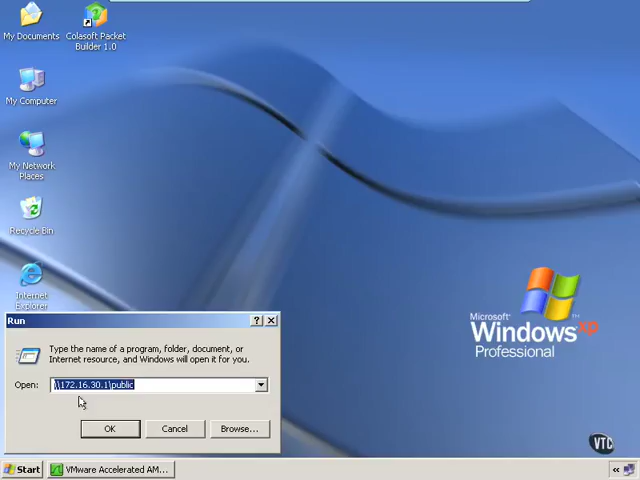 My Documents
Colasoft Packet
Builder 1.0
My Computer
My Network
Places
Recycle Bin
Internet
Explorer
Run
Type the name of a program, folder, document, or
Internet resource, and Windows will open it for you.
Open: \\172.16.30.1\public
OK Cancel Browse...
Microsoft®
Windows xp
Professional
VTC
Start VMware Accelerated AM... «